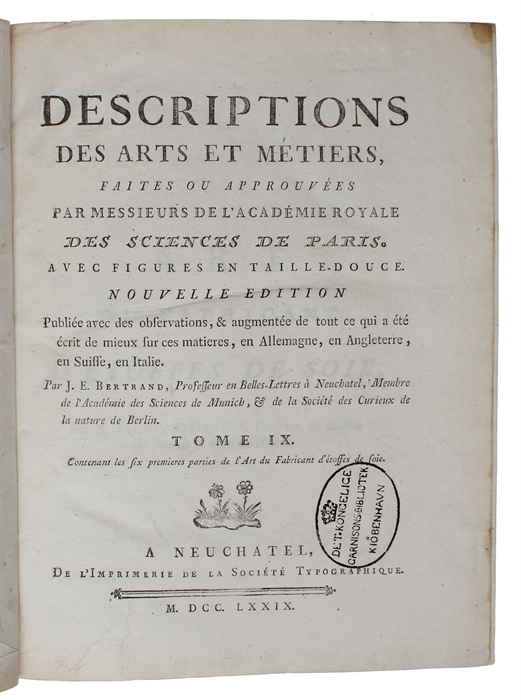 DESCRIPTIONS
DES ARTS ET MÉTIERS,
FAITES OU APPROUVÉES
PAR MESSIEURS DE L'ACADÉMIE ROYALE
DES SCIENCES DE PARIS.
AVEC FIGURES EN TAILLE-DOUCE.
NOUVELLE EDITION
Publiée avec des obſervations, & augmentée de tout ce qui a été
écrit de mieux ſur ces matieres, en Allemagne, en Angleterre,
en Suiſſe, en Italie.
Par J. E. BERTRAND, Profeſſeur en Belles-Lettres à Neuchatel, Membre
de l'Académie des Sciences de Munich, & de la Société des Curieux de
la nature de Berlin.
TOME IX.
Contenant les ſix premieres parties de l'Art du Fabricant d'étoffes de ſoie.
A NEUCHATEL,
DE L'IMPRIMERIE DE LA SOCIÉTÉ TYPOGRAPHIQUE.
M. DCC. LXXIX.
DET KONGELIGE
GARNISONS-BIBLIOTEK
KIØBENHAVN